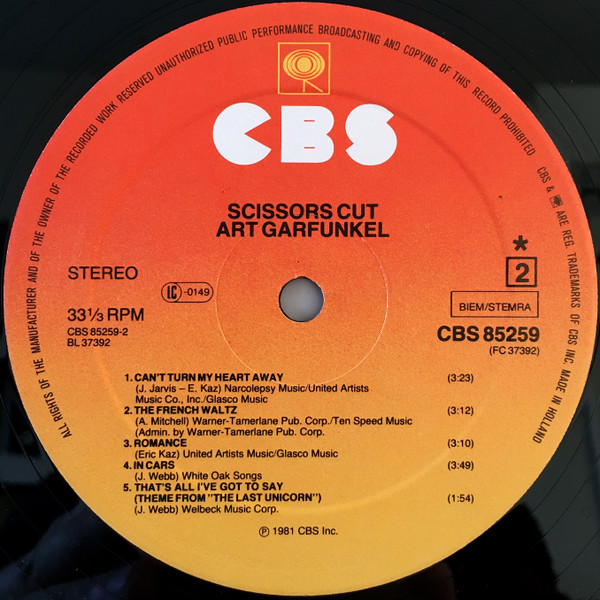 ALL RIGHTS OF THE MANUFACTURER AND OF THE OWNER OF THE RECORDED WORK RESERVED UNAUTHORIZED PUBLIC PERFORMANCE BROADCASTING AND COPYING OF THIS RECORD PROHIBITED
CBS & ARE REG. TRADEMARKS OF CBS INC. MADE IN HOLLAND
CBS
SCISSORS CUT
ART GARFUNKEL
STEREO
LC -0149
* 2
33⅓ RPM
BIEM/STEMRA
CBS 85259-2
CBS 85259
BL 37392
(FC 37392)
1. CAN'T TURN MY HEART AWAY (3:23)
(J. Jarvis – E. Kaz) Narcolepsy Music/United Artists
Music Co., Inc./Glasco Music
2. THE FRENCH WALTZ (3:12)
(A. Mitchell) Warner-Tamerlane Pub. Corp./Ten Speed Music
(Admin. by Warner-Tamerlane Pub. Corp.
3. ROMANCE (3:10)
(Eric Kaz) United Artists Music/Glasco Music
4. IN CARS (3:49)
(J. Webb) White Oak Songs
5. THAT'S ALL I'VE GOT TO SAY
(THEME FROM "THE LAST UNICORN") (1:54)
(J. Webb) Welbeck Music Corp.
℗ 1981 CBS Inc.